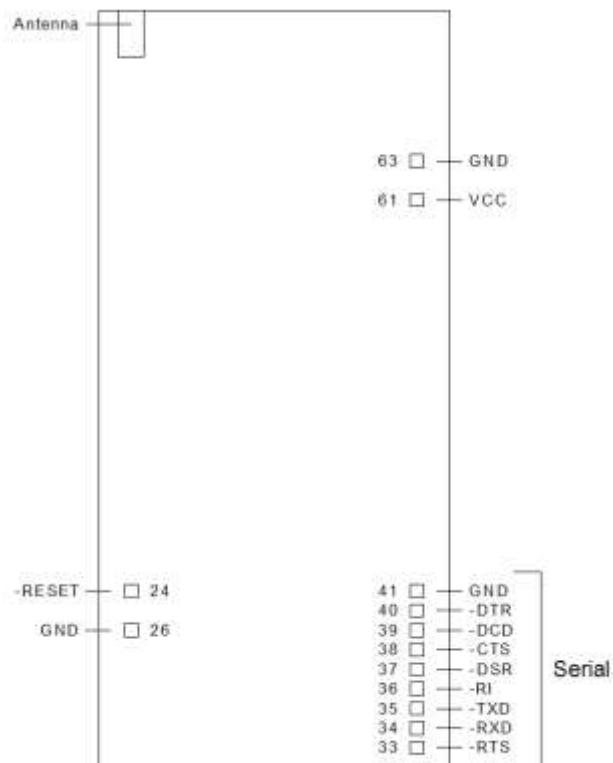 Antenna
63 GND
61 VCC
-RESET 24
GND 26
41 GND
40 -DTR
39 -DCD
38 -CTS
37 -DSR
36 -RI
35 -TXD
34 -RXD
33 -RTS
Serial